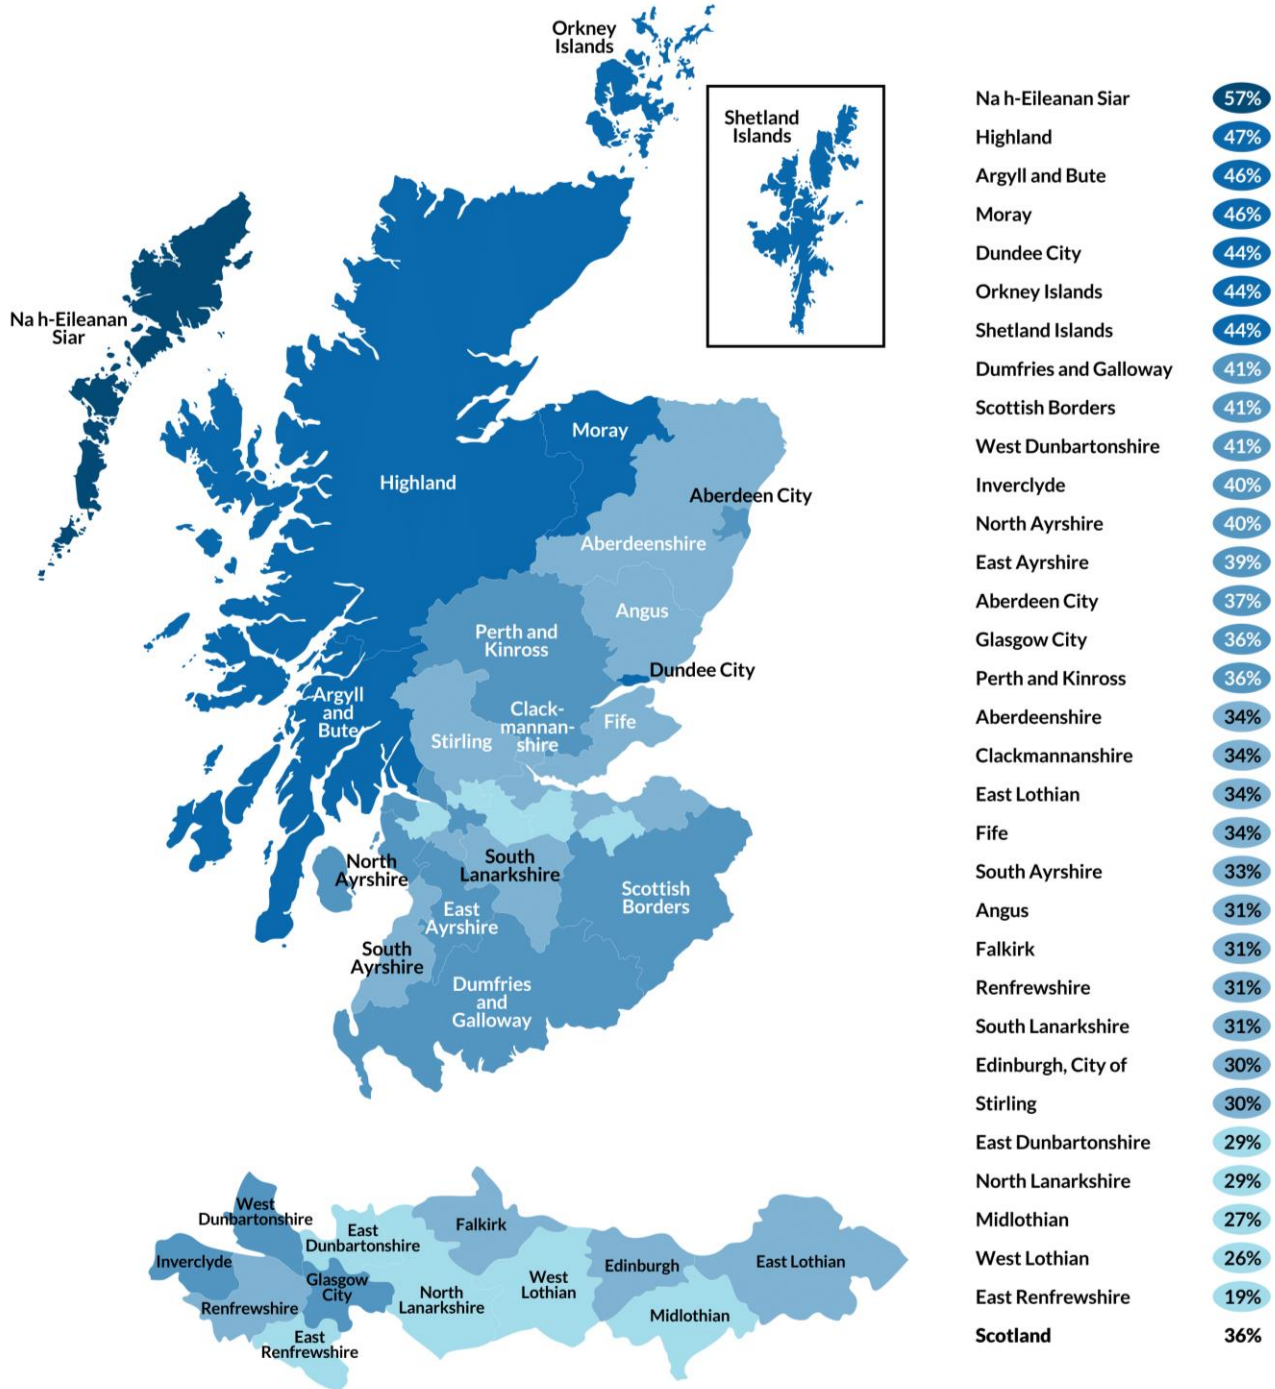 Orkney
Islands
Shetland
Islands
Na h-Eileanan
Siar
Moray
Highland
Aberdeen City
Aberdeenshire
Angus
Perth and
Kinross
Dundee City
Argyll
and
Bute
Clack-
mannan-
shire
Fife
Stirling
North
Ayrshire
South
Lanarkshire
Scottish
Borders
East
Ayrshire
South
Ayrshire
Dumfries
and
Galloway
West
Dunbartonshire
East
Dunbartonshire
Falkirk
Inverclyde
Glasgow
City
Edinburgh
East Lothian
Renfrewshire
North
Lanarkshire
West
Lothian
Midlothian
East
Renfrewshire
Na h-Eileanan Siar 57%
Highland 47%
Argyll and Bute 46%
Moray 46%
Dundee City 44%
Orkney Islands 44%
Shetland Islands 44%
Dumfries and Galloway 41%
Scottish Borders 41%
West Dunbartonshire 41%
Inverclyde 40%
North Ayrshire 40%
East Ayrshire 39%
Aberdeen City 37%
Glasgow City 36%
Perth and Kinross 36%
Aberdeenshire 34%
Clackmannanshire 34%
East Lothian 34%
Fife 34%
South Ayrshire 33%
Angus 31%
Falkirk 31%
Renfrewshire 31%
South Lanarkshire 31%
Edinburgh, City of 30%
Stirling 30%
East Dunbartonshire 29%
North Lanarkshire 29%
Midlothian 27%
West Lothian 26%
East Renfrewshire 19%
Scotland 36%